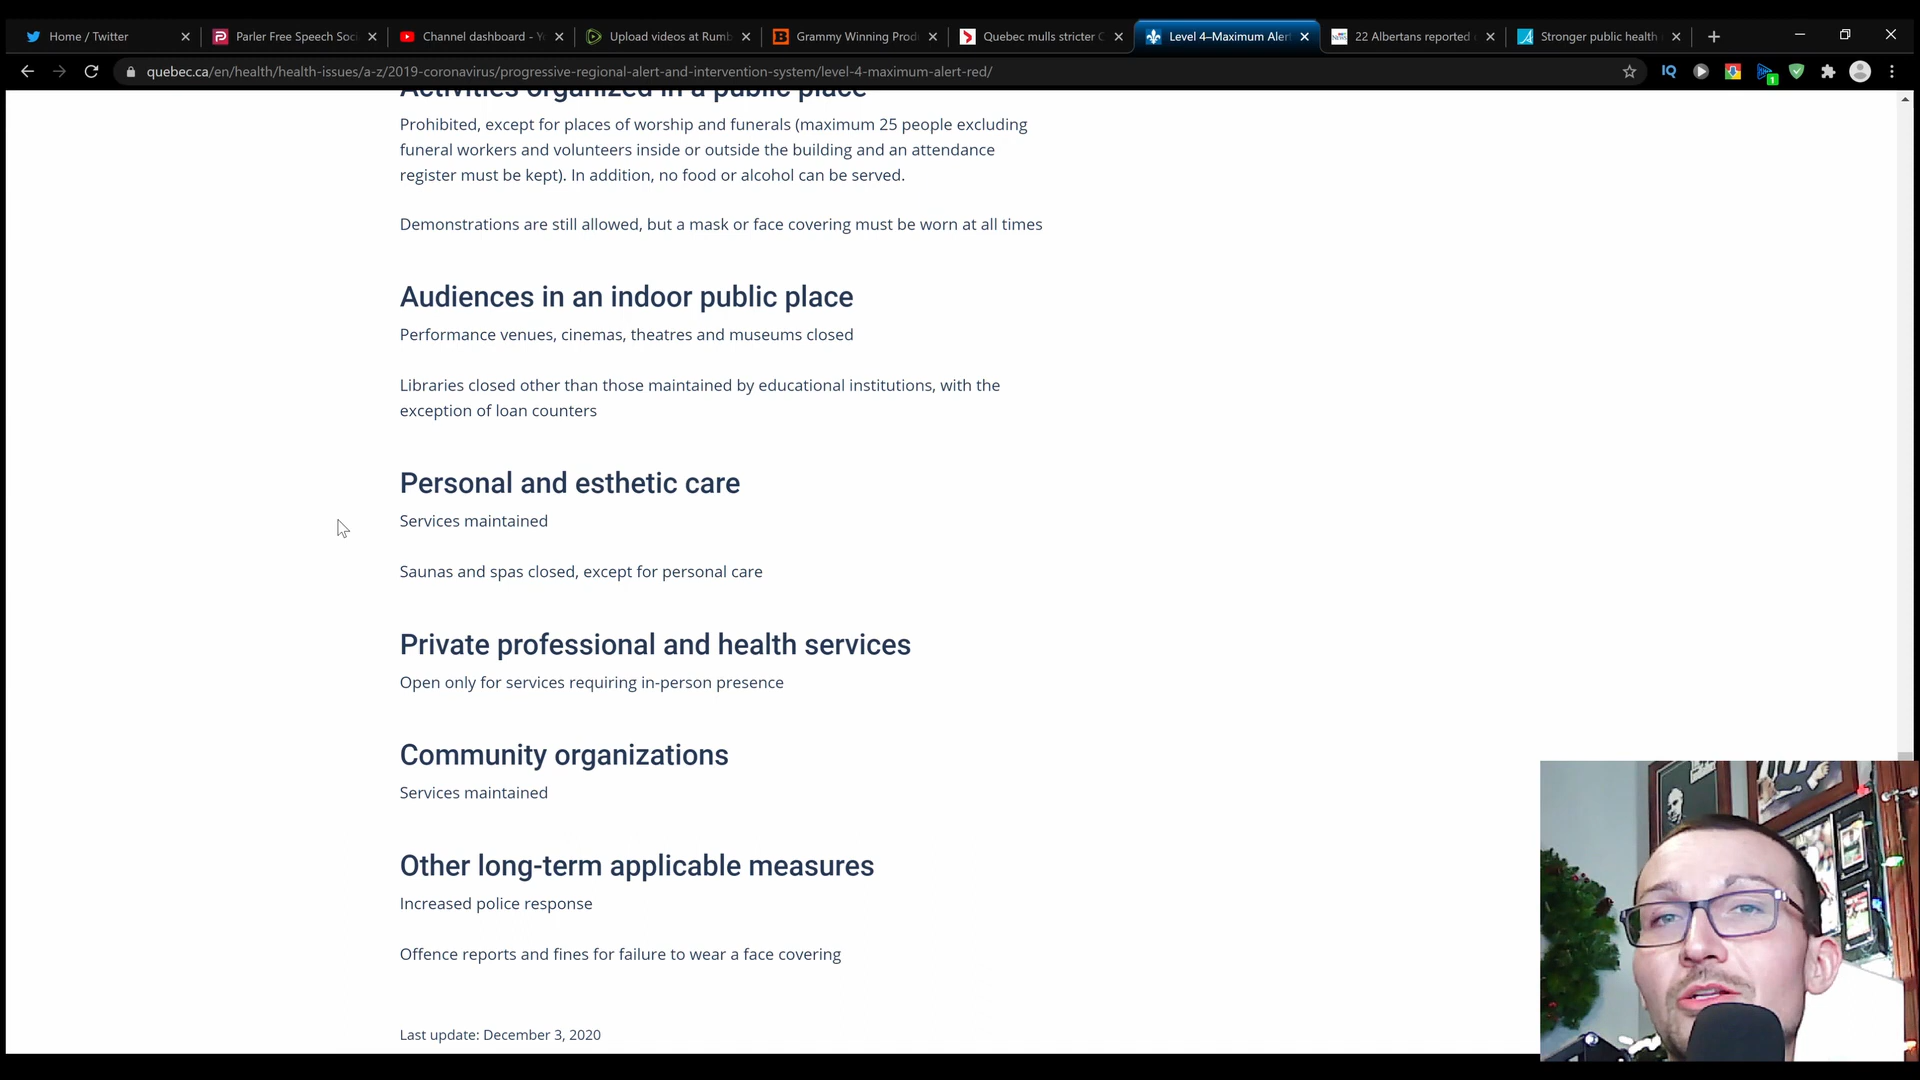 Home / Twitter
Parler Free Speech Soci
Channel dashboard - Y
Upload videos at Rumb
Grammy Winning Prod
Quebec mulls stricter C
Level 4–Maximum Aler
22 Albertans reported
Stronger public health
quebec.ca/en/health/health-issues/a-z/2019-coronavirus/progressive-regional-alert-and-intervention-system/level-4-maximum-alert-red/
IQ
1
Activities organized in a public place
Prohibited, except for places of worship and funerals (maximum 25 people excluding
funeral workers and volunteers inside or outside the building and an attendance
register must be kept). In addition, no food or alcohol can be served.
Demonstrations are still allowed, but a mask or face covering must be worn at all times
Audiences in an indoor public place
Performance venues, cinemas, theatres and museums closed
Libraries closed other than those maintained by educational institutions, with the
exception of loan counters
Personal and esthetic care
Services maintained
Saunas and spas closed, except for personal care
Private professional and health services
Open only for services requiring in-person presence
Community organizations
Services maintained
Other long-term applicable measures
Increased police response
Offence reports and fines for failure to wear a face covering
Last update: December 3, 2020